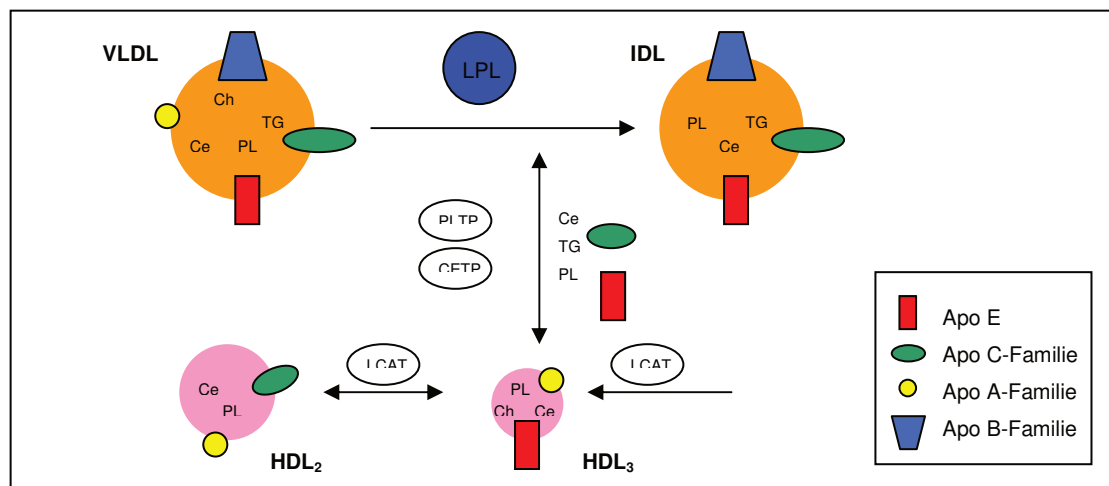 VLDL
LPL
IDL
Ch
TG
Ce PL
PL TG
Ce
PLTP
CETP
Ce
TG
PL
LCAT
LCAT
Ce
PL
PL
Ch Ce
HDL2
HDL3
Apo E
Apo C-Familie
Apo A-Familie
Apo B-Familie